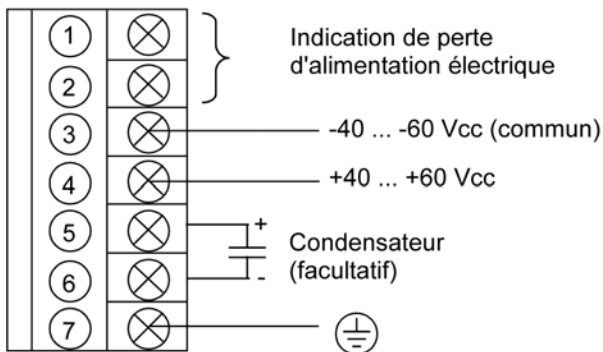 1
Indication de perte
d'alimentation électrique
2
3
-40 ... -60 Vcc (commun)
4
+40 ... +60 Vcc
5
+
Condensateur
(facultatif)
6
-
7